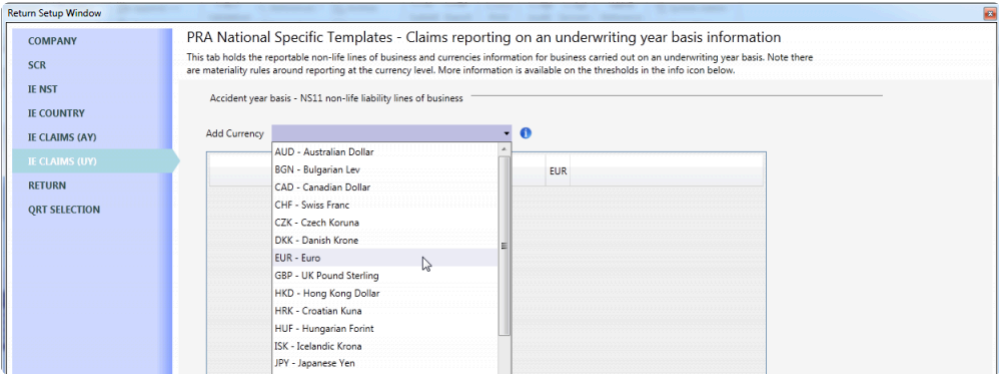 Return Setup Window
COMPANY
SCR
IE NST
IE COUNTRY
IE CLAIMS (AY)
IE CLAIMS (UY)
RETURN
QRT SELECTION
PRA National Specific Templates - Claims reporting on an underwriting year basis information
This tab holds the reportable non-life lines of business and currencies information for business carried out on an underwriting year basis. Note there
are materiality rules around reporting at the currency level. More information is available on the thresholds in the info icon below.
Accident year basis - NS11 non-life liability lines of business
Add Currency
EUR
AUD - Australian Dollar
BGN - Bulgarian Lev
CAD - Canadian Dollar
CHF - Swiss Franc
CZK - Czech Koruna
DKK - Danish Krone
EUR - Euro
GBP - UK Pound Sterling
HKD - Hong Kong Dollar
HRK - Croatian Kuna
HUF - Hungarian Forint
ISK - Icelandic Krona
JPY - Japanese Yen